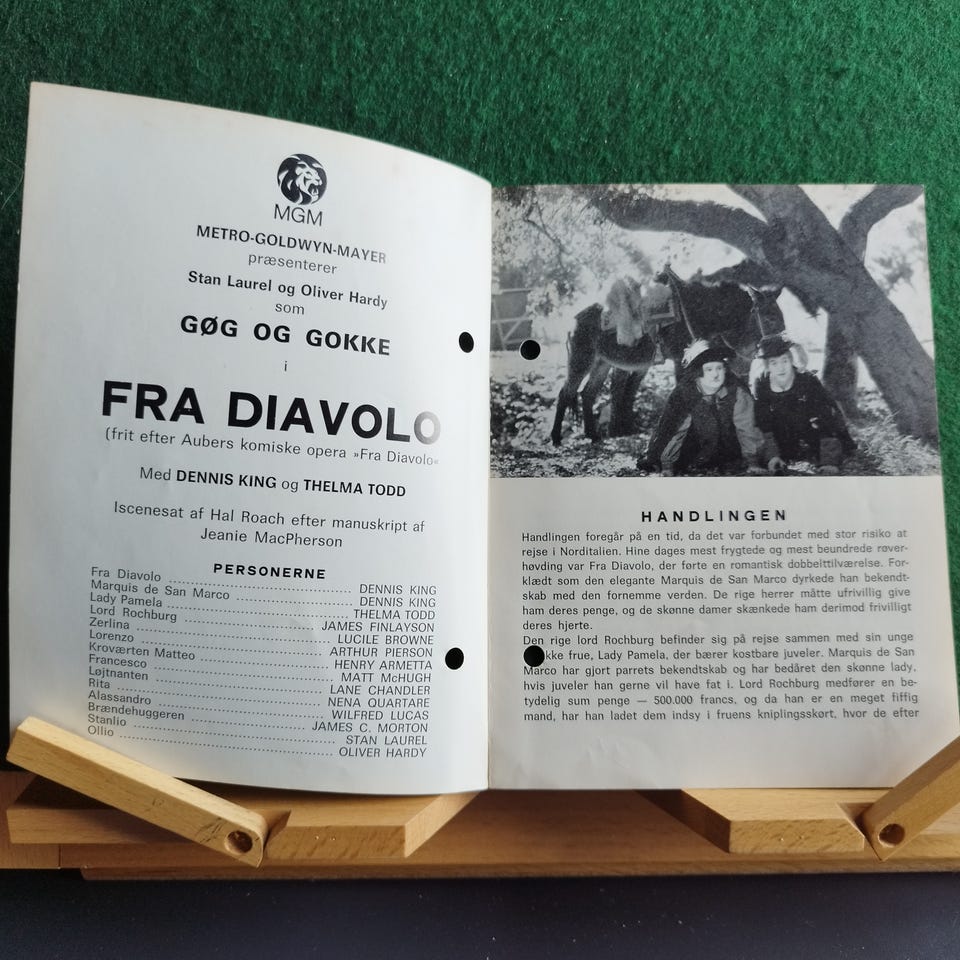 MGM
METRO-GOLDWYN-MAYER
præsenterer
Stan Laurel og Oliver Hardy
som
GØG OG GOKKE
i
FRA DIAVOLO
(frit efter Aubers komiske opera »Fra Diavolo«
Med DENNIS KING og THELMA TODD
Iscenesat af Hal Roach efter manuskript af
Jeanie MacPherson
PERSONERNE
Fra Diavolo ........ DENNIS KING
Marquis de San Marco ........ DENNIS KING
Lady Pamela ........ THELMA TODD
Lord Rochburg ........ JAMES FINLAYSON
Zerlina ........ LUCILE BROWNE
Lorenzo ........ ARTHUR PIERSON
Kroværten Matteo ........ HENRY ARMETTA
Francesco ........ MATT McHUGH
Løjtnanten ........ LANE CHANDLER
Rita ........ NENA QUARTARE
Alassandro ........ WILFRED LUCAS
Brændehuggeren ........ JAMES C. MORTON
Stanlio ........ STAN LAUREL
Ollio ........ OLIVER HARDY
HANDLINGEN
Handlingen foregår på en tid, da det var forbundet med stor risiko at
rejse i Norditalien. Hine dages mest frygtede og mest beundrede røver-
høvding var Fra Diavolo, der førte en romantisk dobbelttilværelse. For-
klædt som den elegante Marquis de San Marco dyrkede han bekendt-
skab med den fornemme verden. De rige herrer måtte ufrivillig give
ham deres penge, og de skønne damer skænkede ham derimod frivilligt
deres hjerte.
Den rige lord Rochburg befinder sig på rejse sammen med sin unge
kke frue, Lady Pamela, der bærer kostbare juveler. Marquis de San
Marco har gjort parrets bekendtskab og har bedåret den skønne lady,
hvis juveler han gerne vil have fat i. Lord Rochburg medfører en be-
tydelig sum penge — 500.000 francs, og da han er en meget fiffig
mand, har han ladet dem indsy i fruens kniplingsskørt, hvor de efter